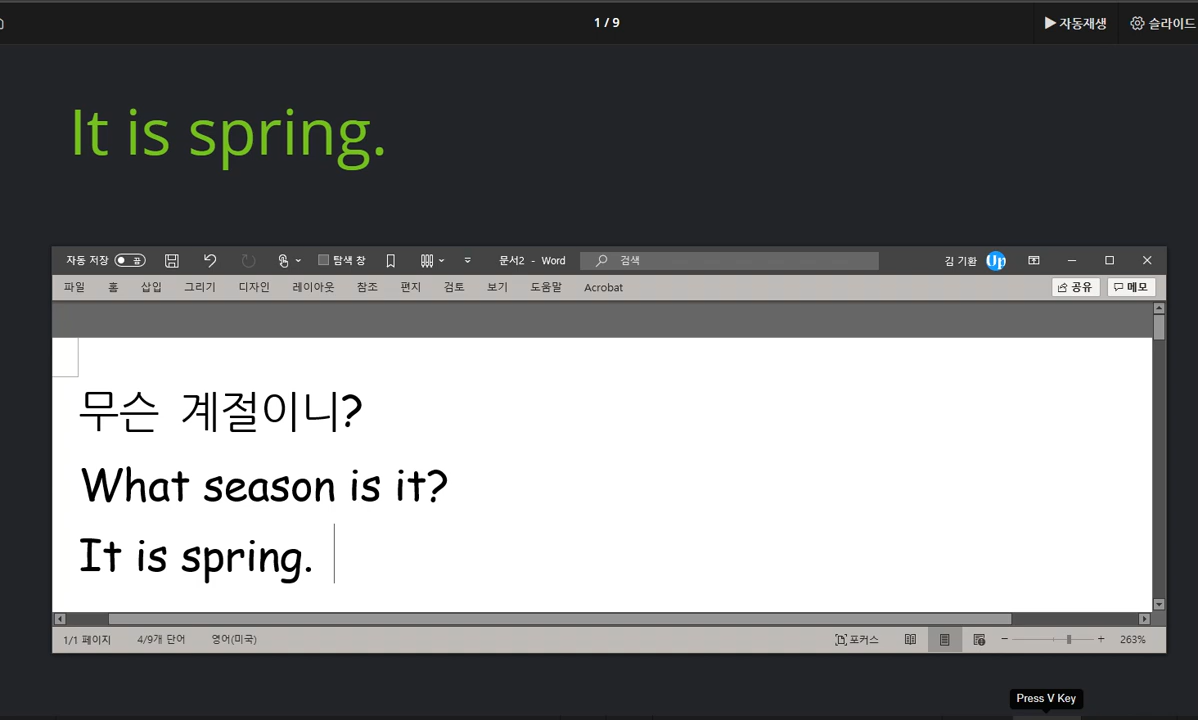 1 / 9
자동재생
슬라이드
It is spring.
자동 저장 끔 탐색 창 문서2 - Word 검색 김 기환 Up
파일 홈 삽입 그리기 디자인 레이아웃 참조 편지 검토 보기 도움말 Acrobat 공유 메모
무슨 계절이니?
What season is it?
It is spring.
1/1 페이지 4/9개 단어 영어(미국) 포커스 263%
Press V Key